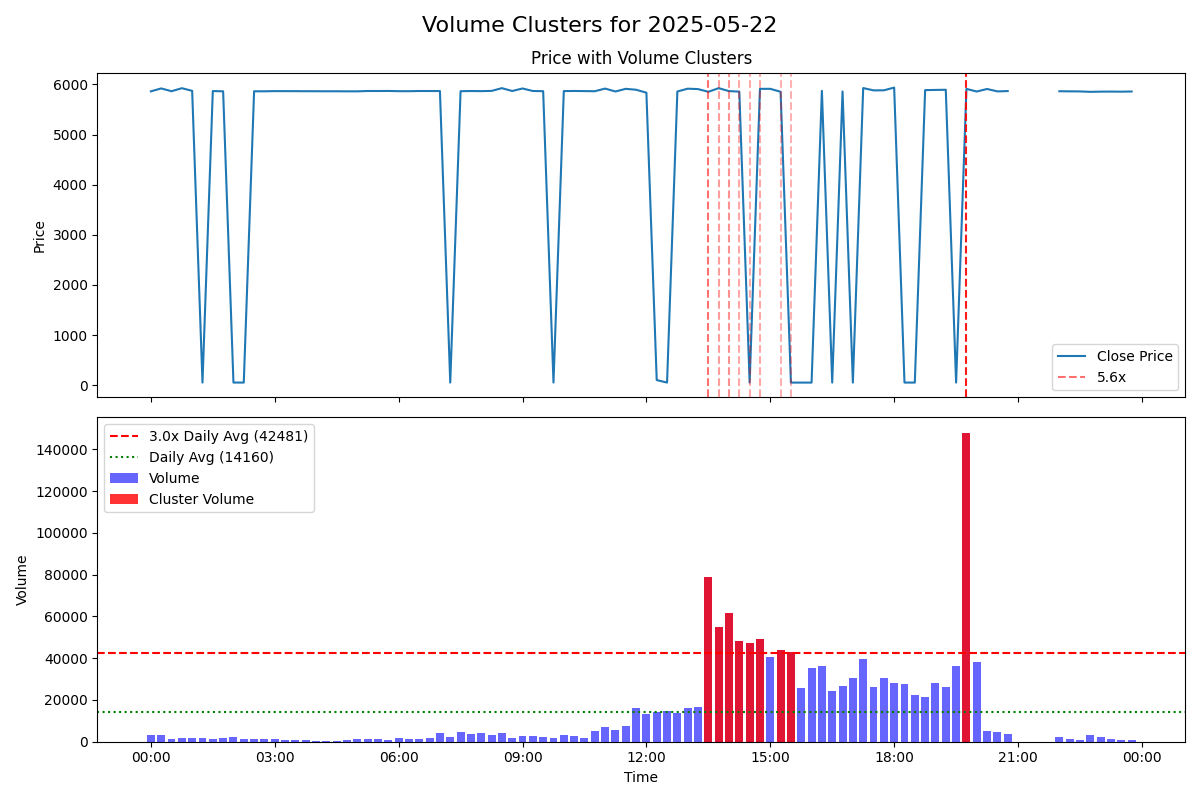 Volume Clusters for 2025-05-22
Price with Volume Clusters
6000
5000
4000
3000
2000
1000
0
Price
Close Price
5.6x
3.0x Daily Avg (42481)
Daily Avg (14160)
Volume
Cluster Volume
140000
120000
100000
80000
60000
40000
20000
0
Volume
00:00 03:00 06:00 09:00 12:00 15:00 18:00 21:00 00:00
Time